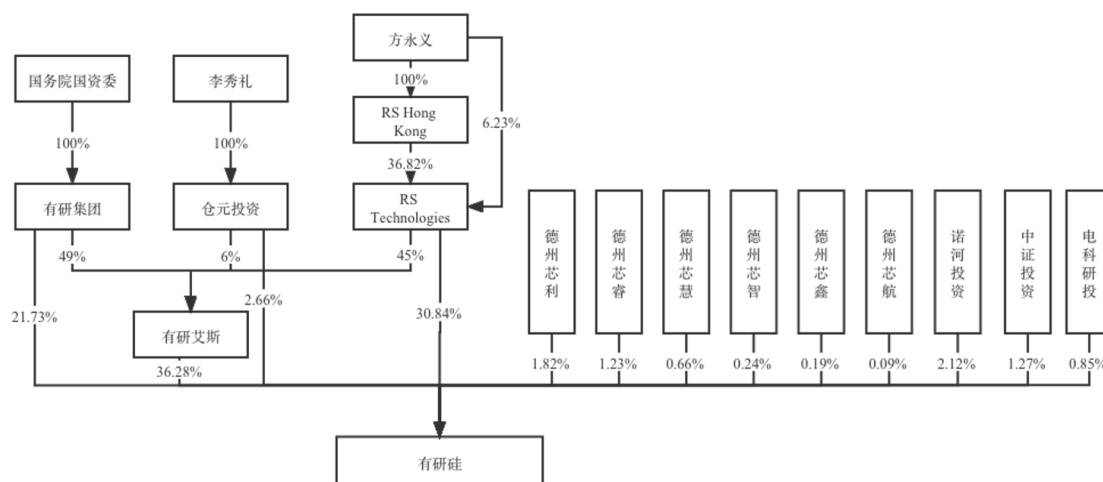 方永义
国务院国资委
李秀礼
100%
RS Hong
Kong
6.23%
100%
100%
36.82%
有研集团
仓元投资
RS
Technologies
德州芯利
德州芯睿
德州芯慧
德州芯智
德州芯鑫
德州芯航
诺河投资
中证投资
电科研投
49%
6%
45%
21.73%
2.66%
30.84%
有研艾斯
36.28%
1.82%
1.23%
0.66%
0.24%
0.19%
0.09%
2.12%
1.27%
0.85%
有研硅